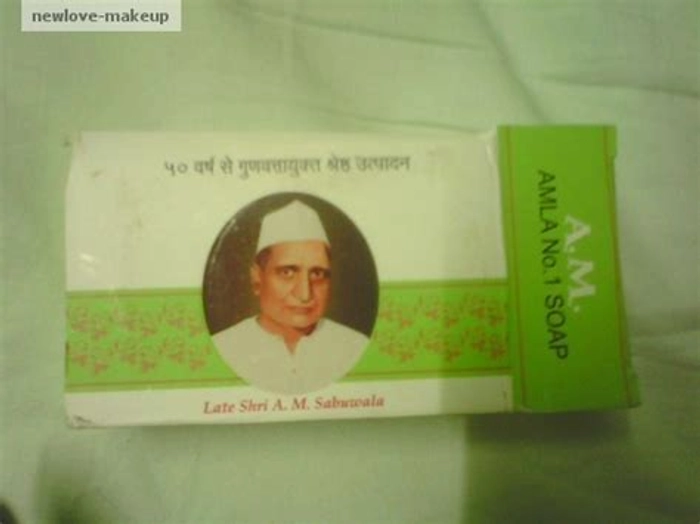 newlove-makeup
५० वर्ष से गुणवत्तायुक्त श्रेष्ठ उत्पादन
Late Shri A. M. Sabuwala
A.M.
AMLA No.1 SOAP